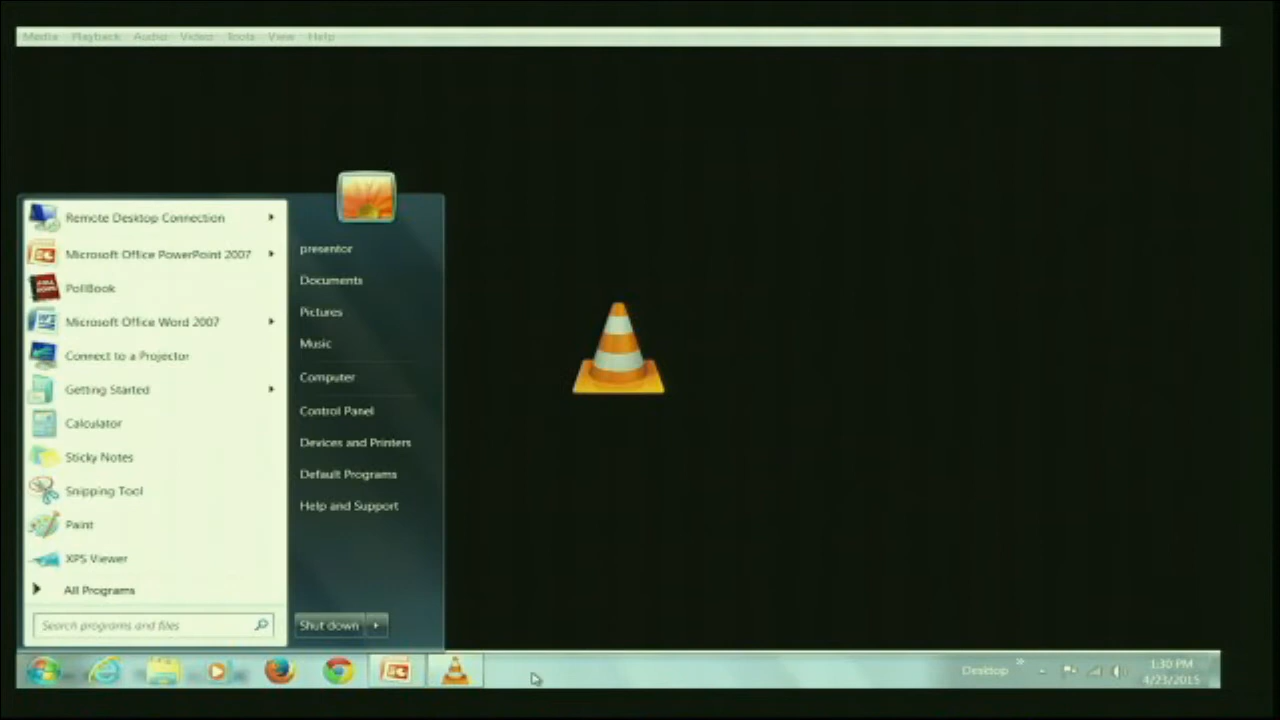 Media Playback Audio Video Tools View Help
Remote Desktop Connection
Microsoft Office PowerPoint 2007
PollBook
Microsoft Office Word 2007
Connect to a Projector
Getting Started
Calculator
Sticky Notes
Snipping Tool
Paint
XPS Viewer
All Programs
Search programs and files
presentor
Documents
Pictures
Music
Computer
Control Panel
Devices and Printers
Default Programs
Help and Support
Shut down
Desktop
1:30 PM
4/23/2015